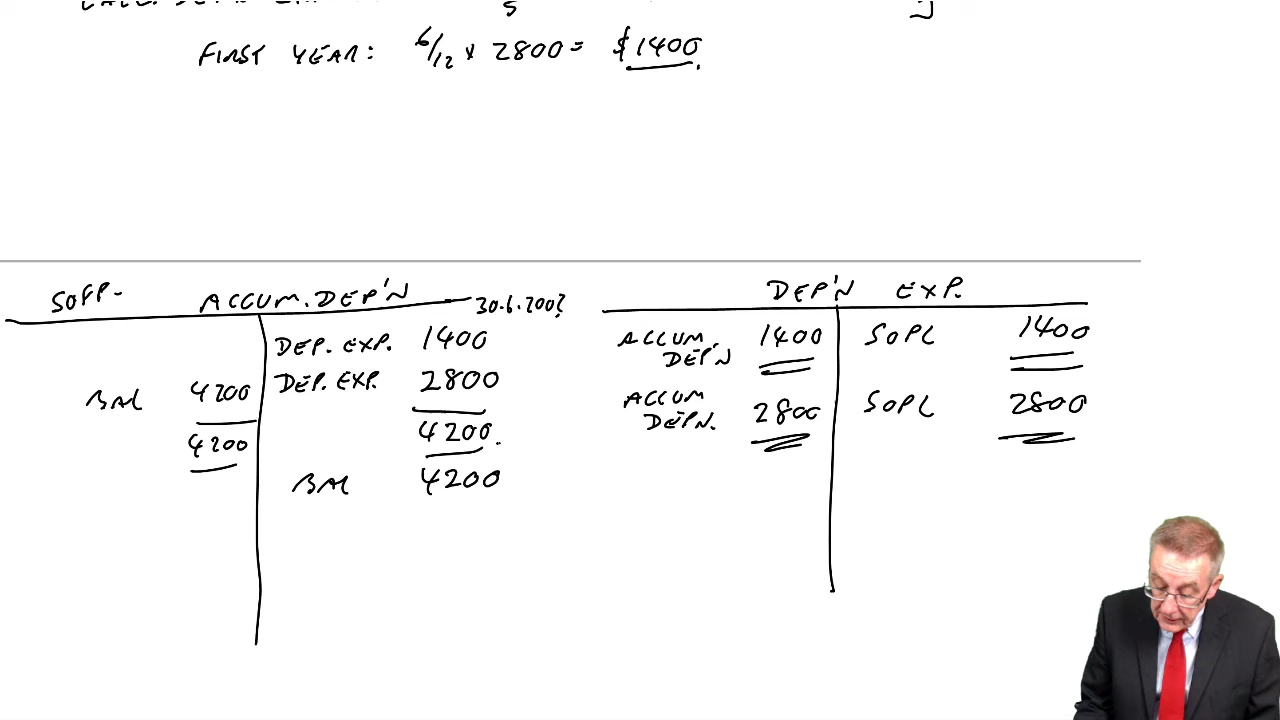 FIRST YEAR: 6/12 x 2800 = $1400
SOFP- ACCUM. DEP'N 30.6.2002
DEP. EXP. 1400
BAL 4200 DEP. EXP. 2800
4200 4200
BAL 4200
DEP'N EXP.
ACCUM. DEP'N 1400 SOPL 1400
ACCUM DEP'N. 2800 SOPL 2800